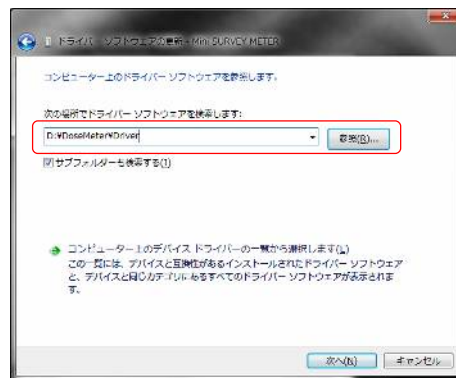 ドライバー ソフトウェアの更新 - Mini SURVEY METER
コンピューター上のドライバー ソフトウェアを参照します。
次の場所でドライバー ソフトウェアを検索します:
D:¥DoseMeter¥Driver
参照(R)...
サブフォルダーも検索する(I)
コンピューター上のデバイス ドライバーの一覧から選択します(L)
この一覧には、デバイスと互換性があるインストールされたドライバー ソフトウェア
と、デバイスと同じカテゴリにあるすべてのドライバー ソフトウェアが表示されま
す。
次へ(N)
キャンセル